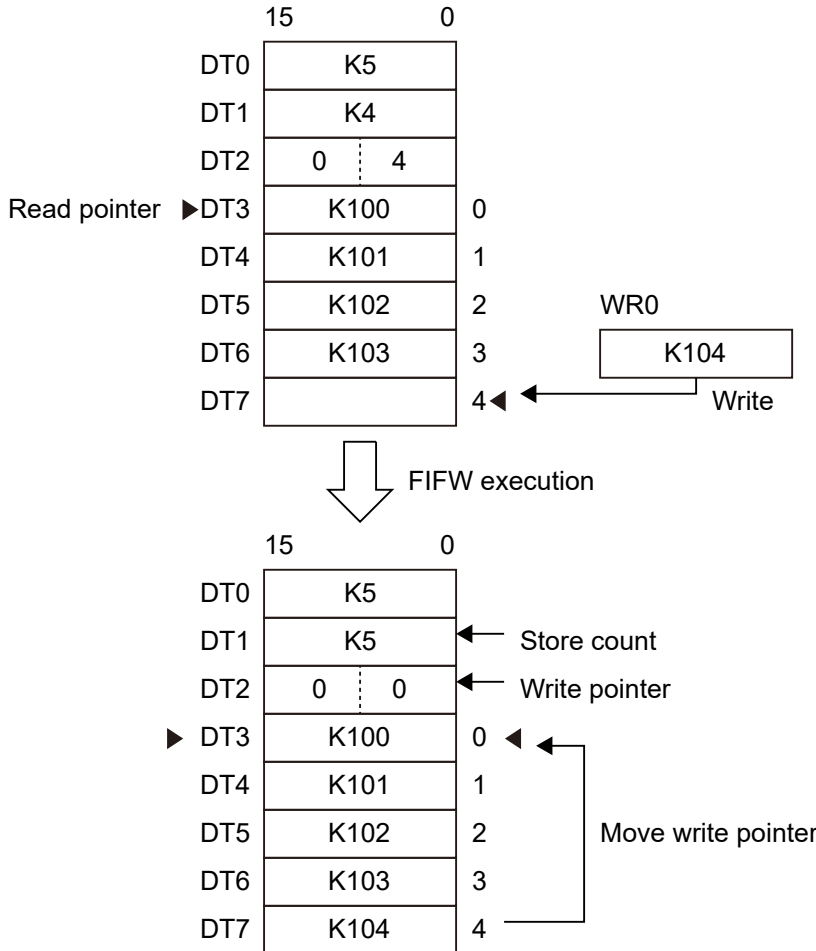 15 0
DT0 K5
DT1 K4
DT2 0 4
Read pointer DT3 K100 0
DT4 K101 1
DT5 K102 2 WR0
DT6 K103 3 K104
DT7 4 Write
FIFW execution
15 0
DT0 K5
DT1 K5 Store count
DT2 0 0 Write pointer
DT3 K100 0
DT4 K101 1
DT5 K102 2 Move write pointer
DT6 K103 3
DT7 K104 4